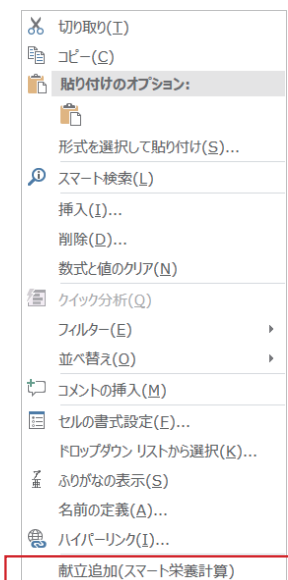 切り取り(T)
コピー(C)
貼り付けのオプション:
形式を選択して貼り付け(S)...
スマート検索(L)
挿入(I)...
削除(D)...
数式と値のクリア(N)
クイック分析(Q)
フィルター(E)
並べ替え(O)
コメントの挿入(M)
セルの書式設定(F)...
ドロップダウン リストから選択(K)...
ふりがなの表示(S)
名前の定義(A)...
ハイパーリンク(I)...
献立追加(スマート栄養計算)